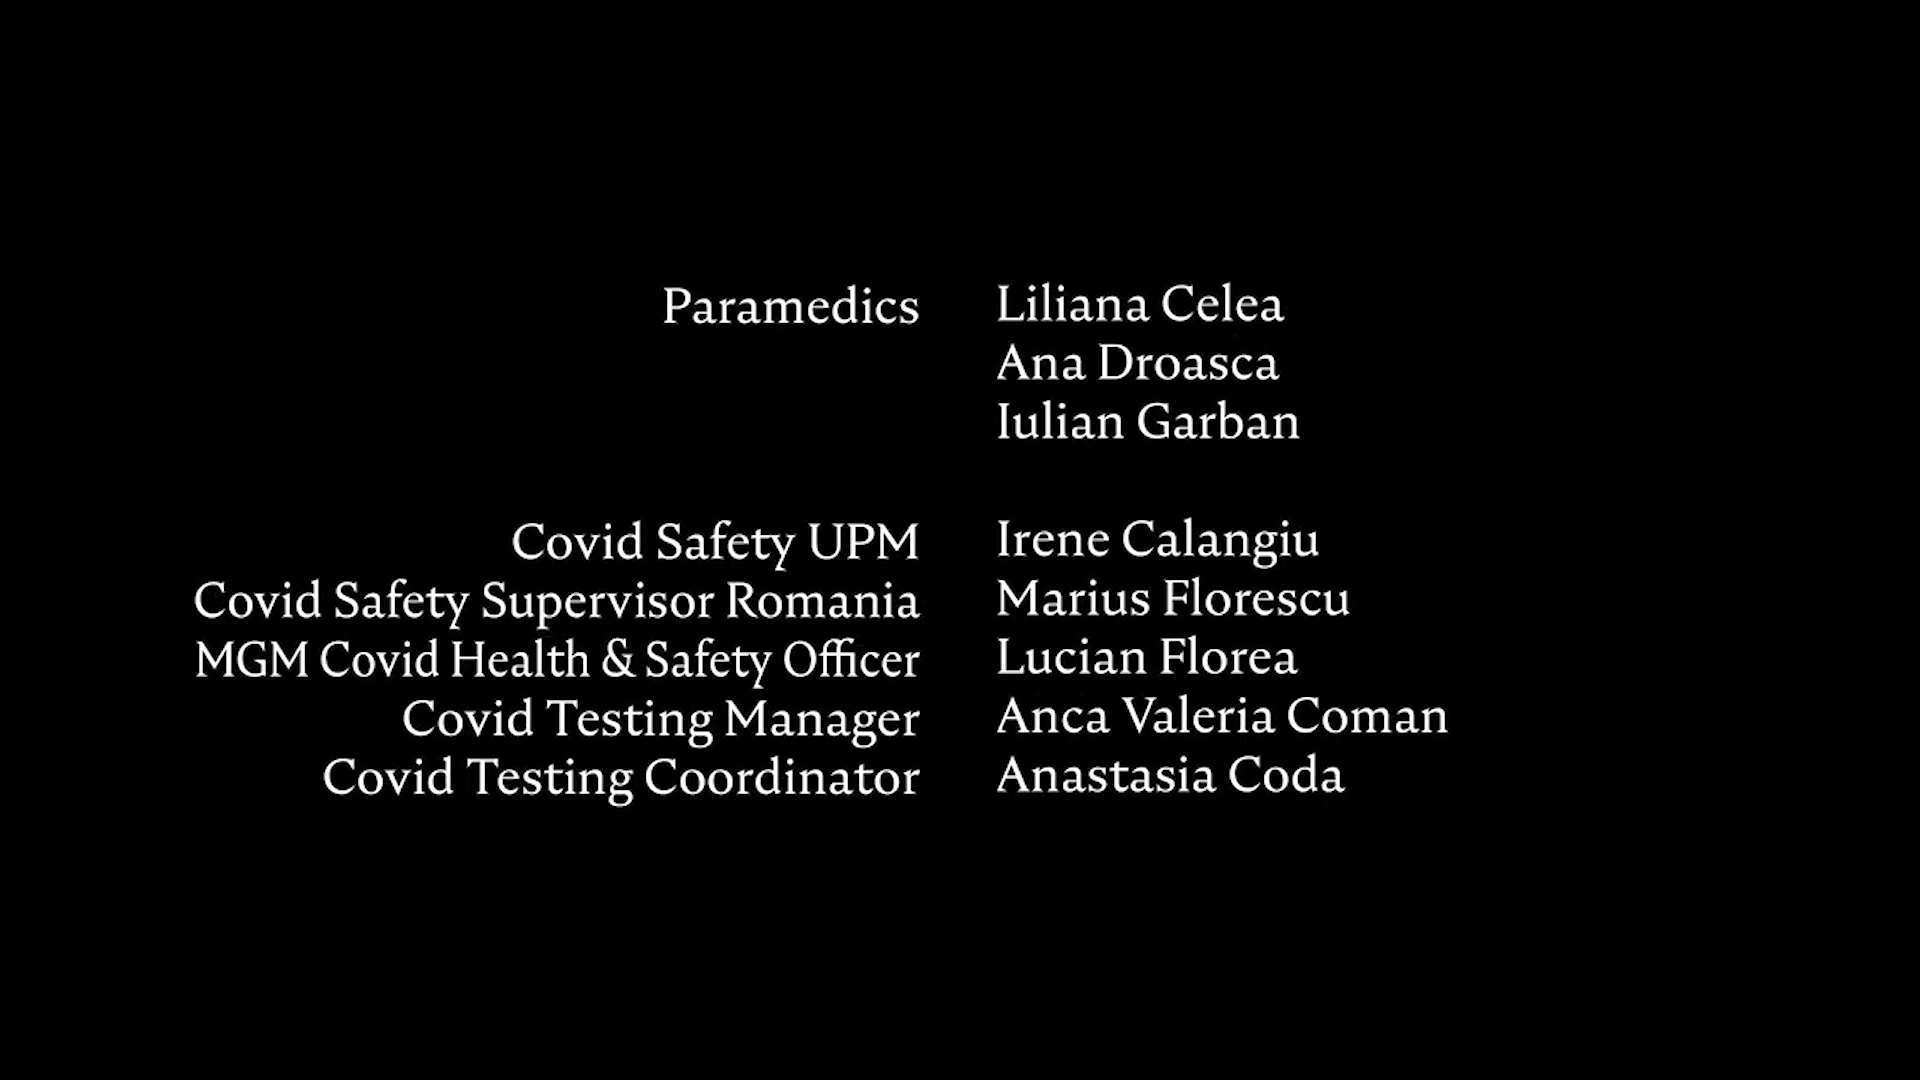 Paramedics Liliana Celea
Ana Droasca
Iulian Garban
Covid Safety UPM Irene Calangiu
Covid Safety Supervisor Romania Marius Florescu
MGM Covid Health & Safety Officer Lucian Florea
Covid Testing Manager Anca Valeria Coman
Covid Testing Coordinator Anastasia Coda